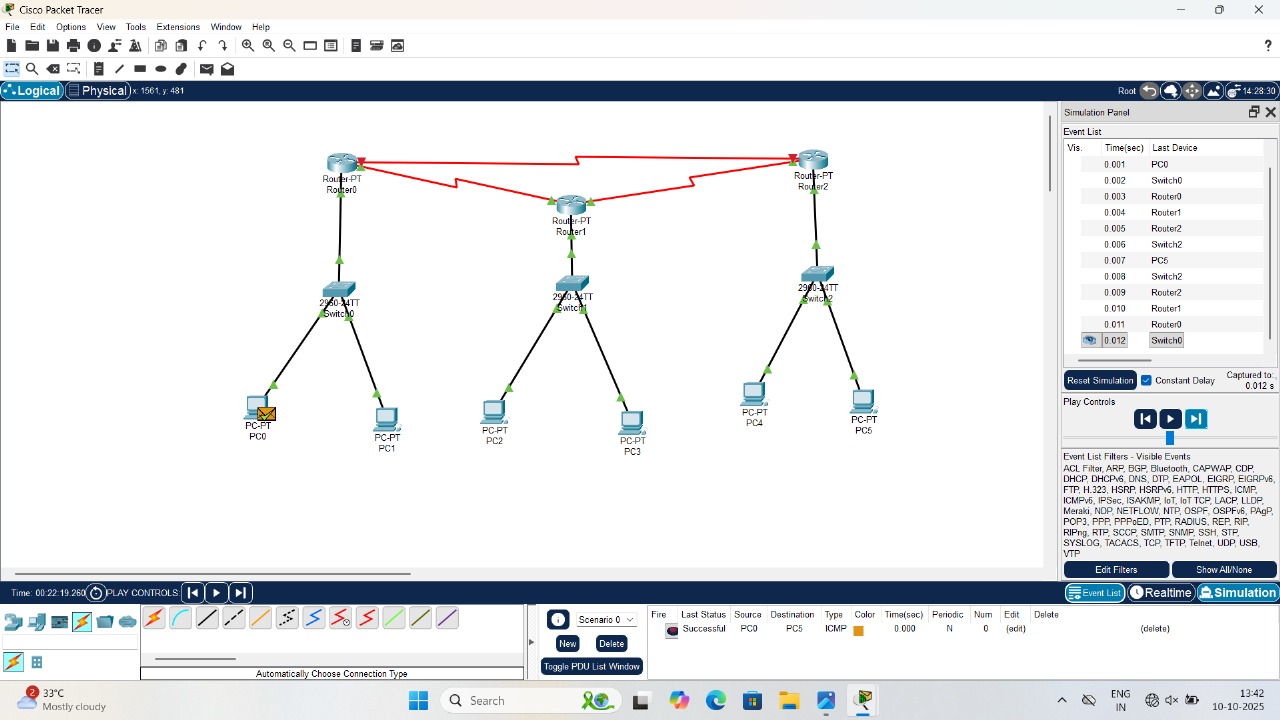 Cisco Packet Tracer
File Edit Options View Tools Extensions Window Help
Logical Physical x: 1561, y: 481
Root 14:28:30
Router-PT
Router0
Router-PT
Router1
Router-PT
Router2
2950-24TT
Switch0
2950-24TT
Switch1
2950-24TT
Switch2
PC-PT
PC0
PC-PT
PC1
PC-PT
PC2
PC-PT
PC3
PC-PT
PC4
PC-PT
PC5
Simulation Panel
Event List
Vis. Time(sec) Last Device
0.001 PC0
0.002 Switch0
0.003 Router0
0.004 Router1
0.005 Router2
0.006 Switch2
0.007 PC5
0.008 Switch2
0.009 Router2
0.010 Router1
0.011 Router0
0.012 Switch0
Reset Simulation Constant Delay Captured to:
0.012 s
Play Controls
Event List Filters - Visible Events
ACL Filter, ARP, BGP, Bluetooth, CAPWAP, CDP,
DHCP, DHCPv6, DNS, DTP, EAPOL, EIGRP, EIGRPv6,
FTP, H.323, HSRP, HSRPv6, HTTP, HTTPS, ICMP,
ICMPv6, IPSec, ISAKMP, IoT, IoT TCP, LACP, LLDP,
Meraki, NDP, NETFLOW, NTP, OSPF, OSPFv6, PAgP,
POP3, PPP, PPPoED, PTP, RADIUS, REP, RIP,
RIPng, RTP, SCCP, SMTP, SNMP, SSH, STP,
SYSLOG, TACACS, TCP, TFTP, Telnet, UDP, USB,
VTP
Edit Filters Show All/None
Time: 00:22:19.260 PLAY CONTROLS:
Event List Realtime Simulation
Scenario 0
New Delete
Toggle PDU List Window
Fire Last Status Source Destination Type Color Time(sec) Periodic Num Edit Delete
Successful PC0 PC5 ICMP 0.000 N 0 (edit) (delete)
Automatically Choose Connection Type
2
33°C
Mostly cloudy
Search
ENG
IN
13:42
10-10-2025